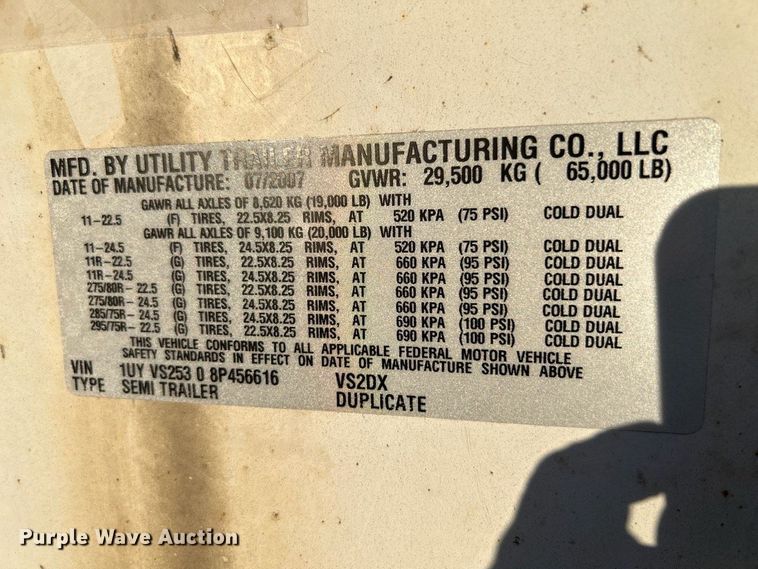 MFD. BY UTILITY TRAILER MANUFACTURING CO., LLC
DATE OF MANUFACTURE: 07/2007 GVWR: 29,500 KG ( 65,000 LB)
GAWR ALL AXLES OF 8,620 KG (19,000 LB) WITH
11-22.5 (F) TIRES, 22.5X8.25 RIMS, AT 520 KPA (75 PSI) COLD DUAL
GAWR ALL AXLES OF 9,100 KG (20,000 LB) WITH
11-24.5 (F) TIRES, 24.5X8.25 RIMS, AT 520 KPA (75 PSI) COLD DUAL
11R-22.5 (G) TIRES, 22.5X8.25 RIMS, AT 660 KPA (95 PSI) COLD DUAL
11R-24.5 (G) TIRES, 24.5X8.25 RIMS, AT 660 KPA (95 PSI) COLD DUAL
275/80R-22.5 (G) TIRES, 22.5X8.25 RIMS, AT 660 KPA (95 PSI) COLD DUAL
275/80R-24.5 (G) TIRES, 24.5X8.25 RIMS, AT 660 KPA (95 PSI) COLD DUAL
285/75R-24.5 (G) TIRES, 24.5X8.25 RIMS, AT 690 KPA (100 PSI) COLD DUAL
295/75R-22.5 (G) TIRES, 22.5X8.25 RIMS, AT 690 KPA (100 PSI) COLD DUAL
THIS VEHICLE CONFORMS TO ALL APPLICABLE FEDERAL MOTOR VEHICLE
SAFETY STANDARDS IN EFFECT ON DATE OF MANUFACTURE SHOWN ABOVE
VIN 1UY VS253 0 8P456616 VS2DX
TYPE SEMI TRAILER DUPLICATE
Purple Wave Auction